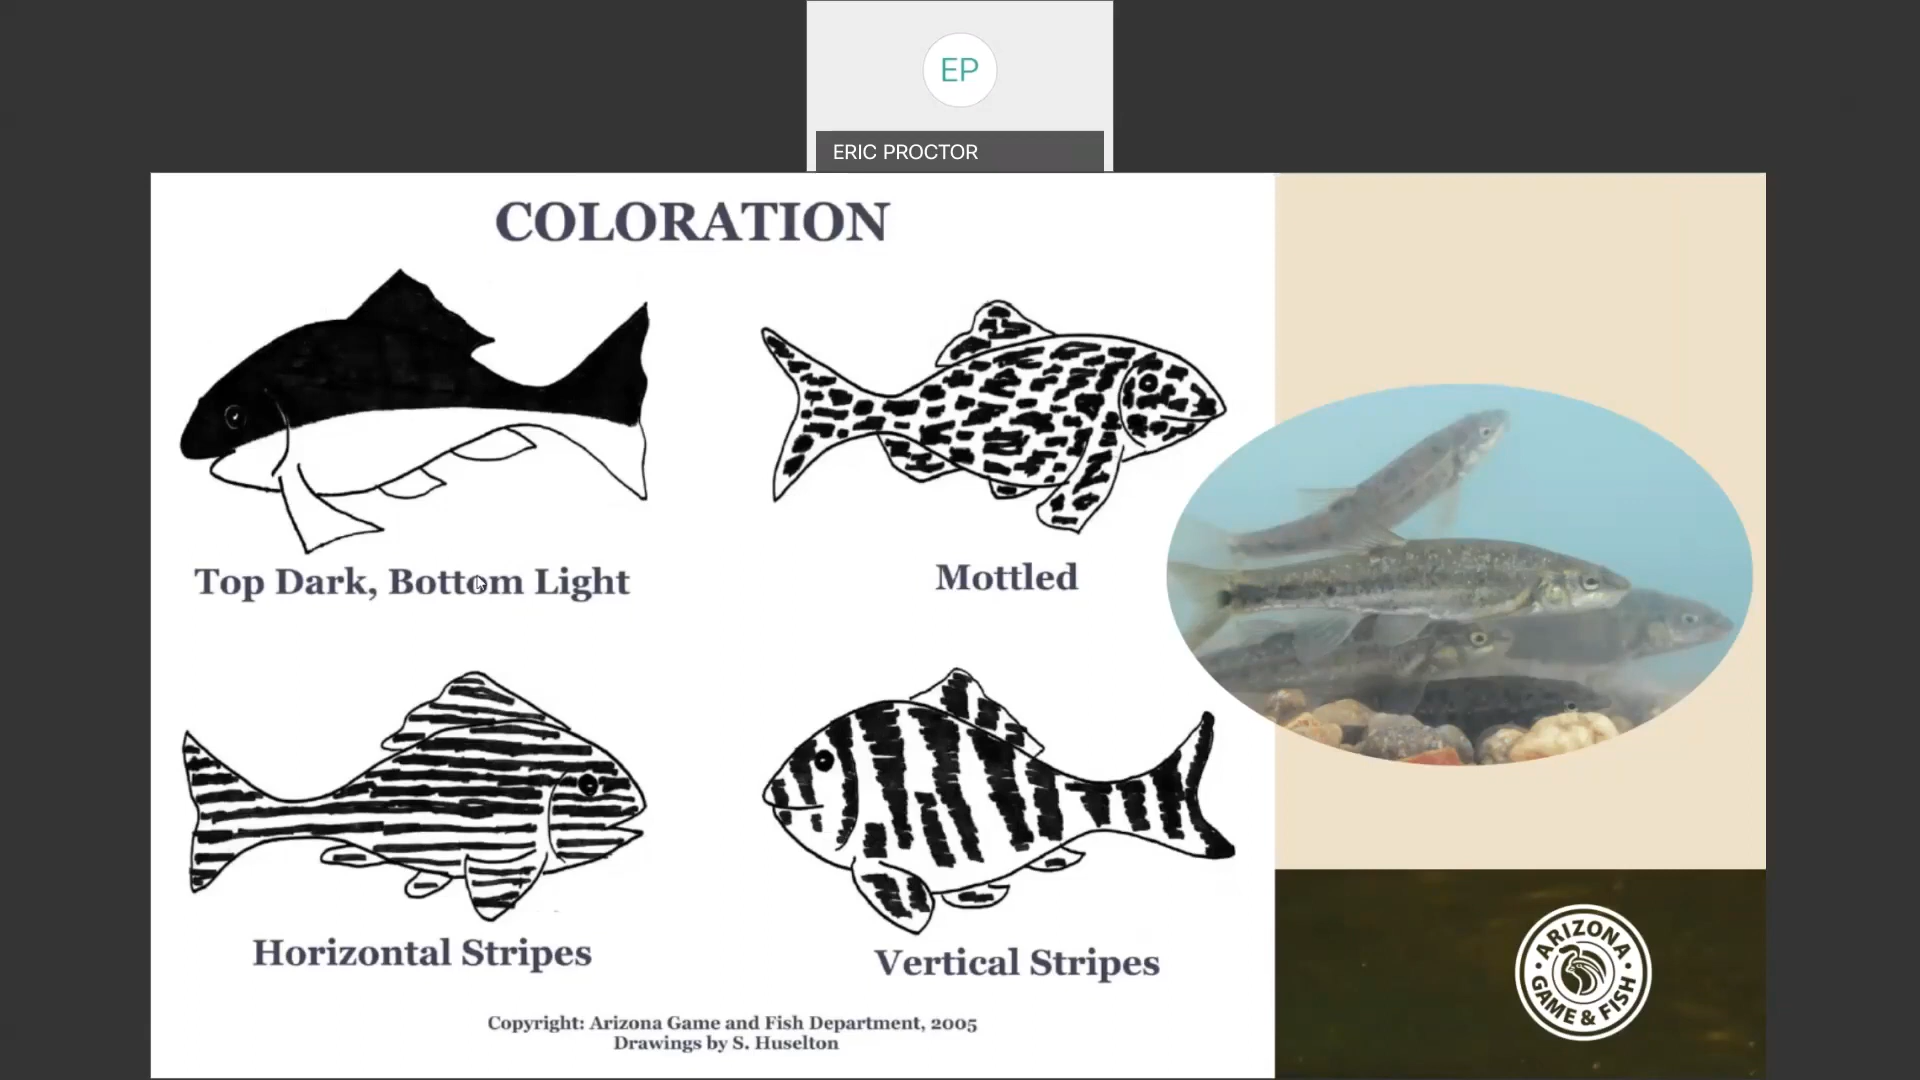 EP
ERIC PROCTOR
COLORATION
Top Dark, Bottom Light
Mottled
Horizontal Stripes
Vertical Stripes
Copyright: Arizona Game and Fish Department, 2005
Drawings by S. Huselton
ARIZONA
GAME & FISH